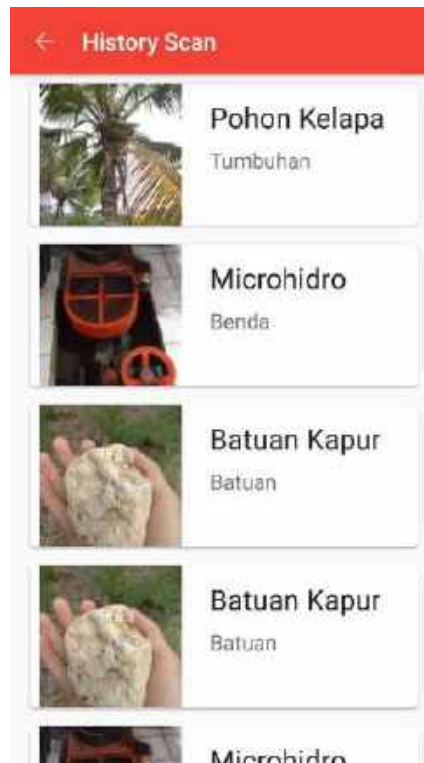 History Scan
Pohon Kelapa
Tumbuhan
Microhidro
Benda
Batuan Kapur
Batuan
Batuan Kapur
Batuan
Microhidro